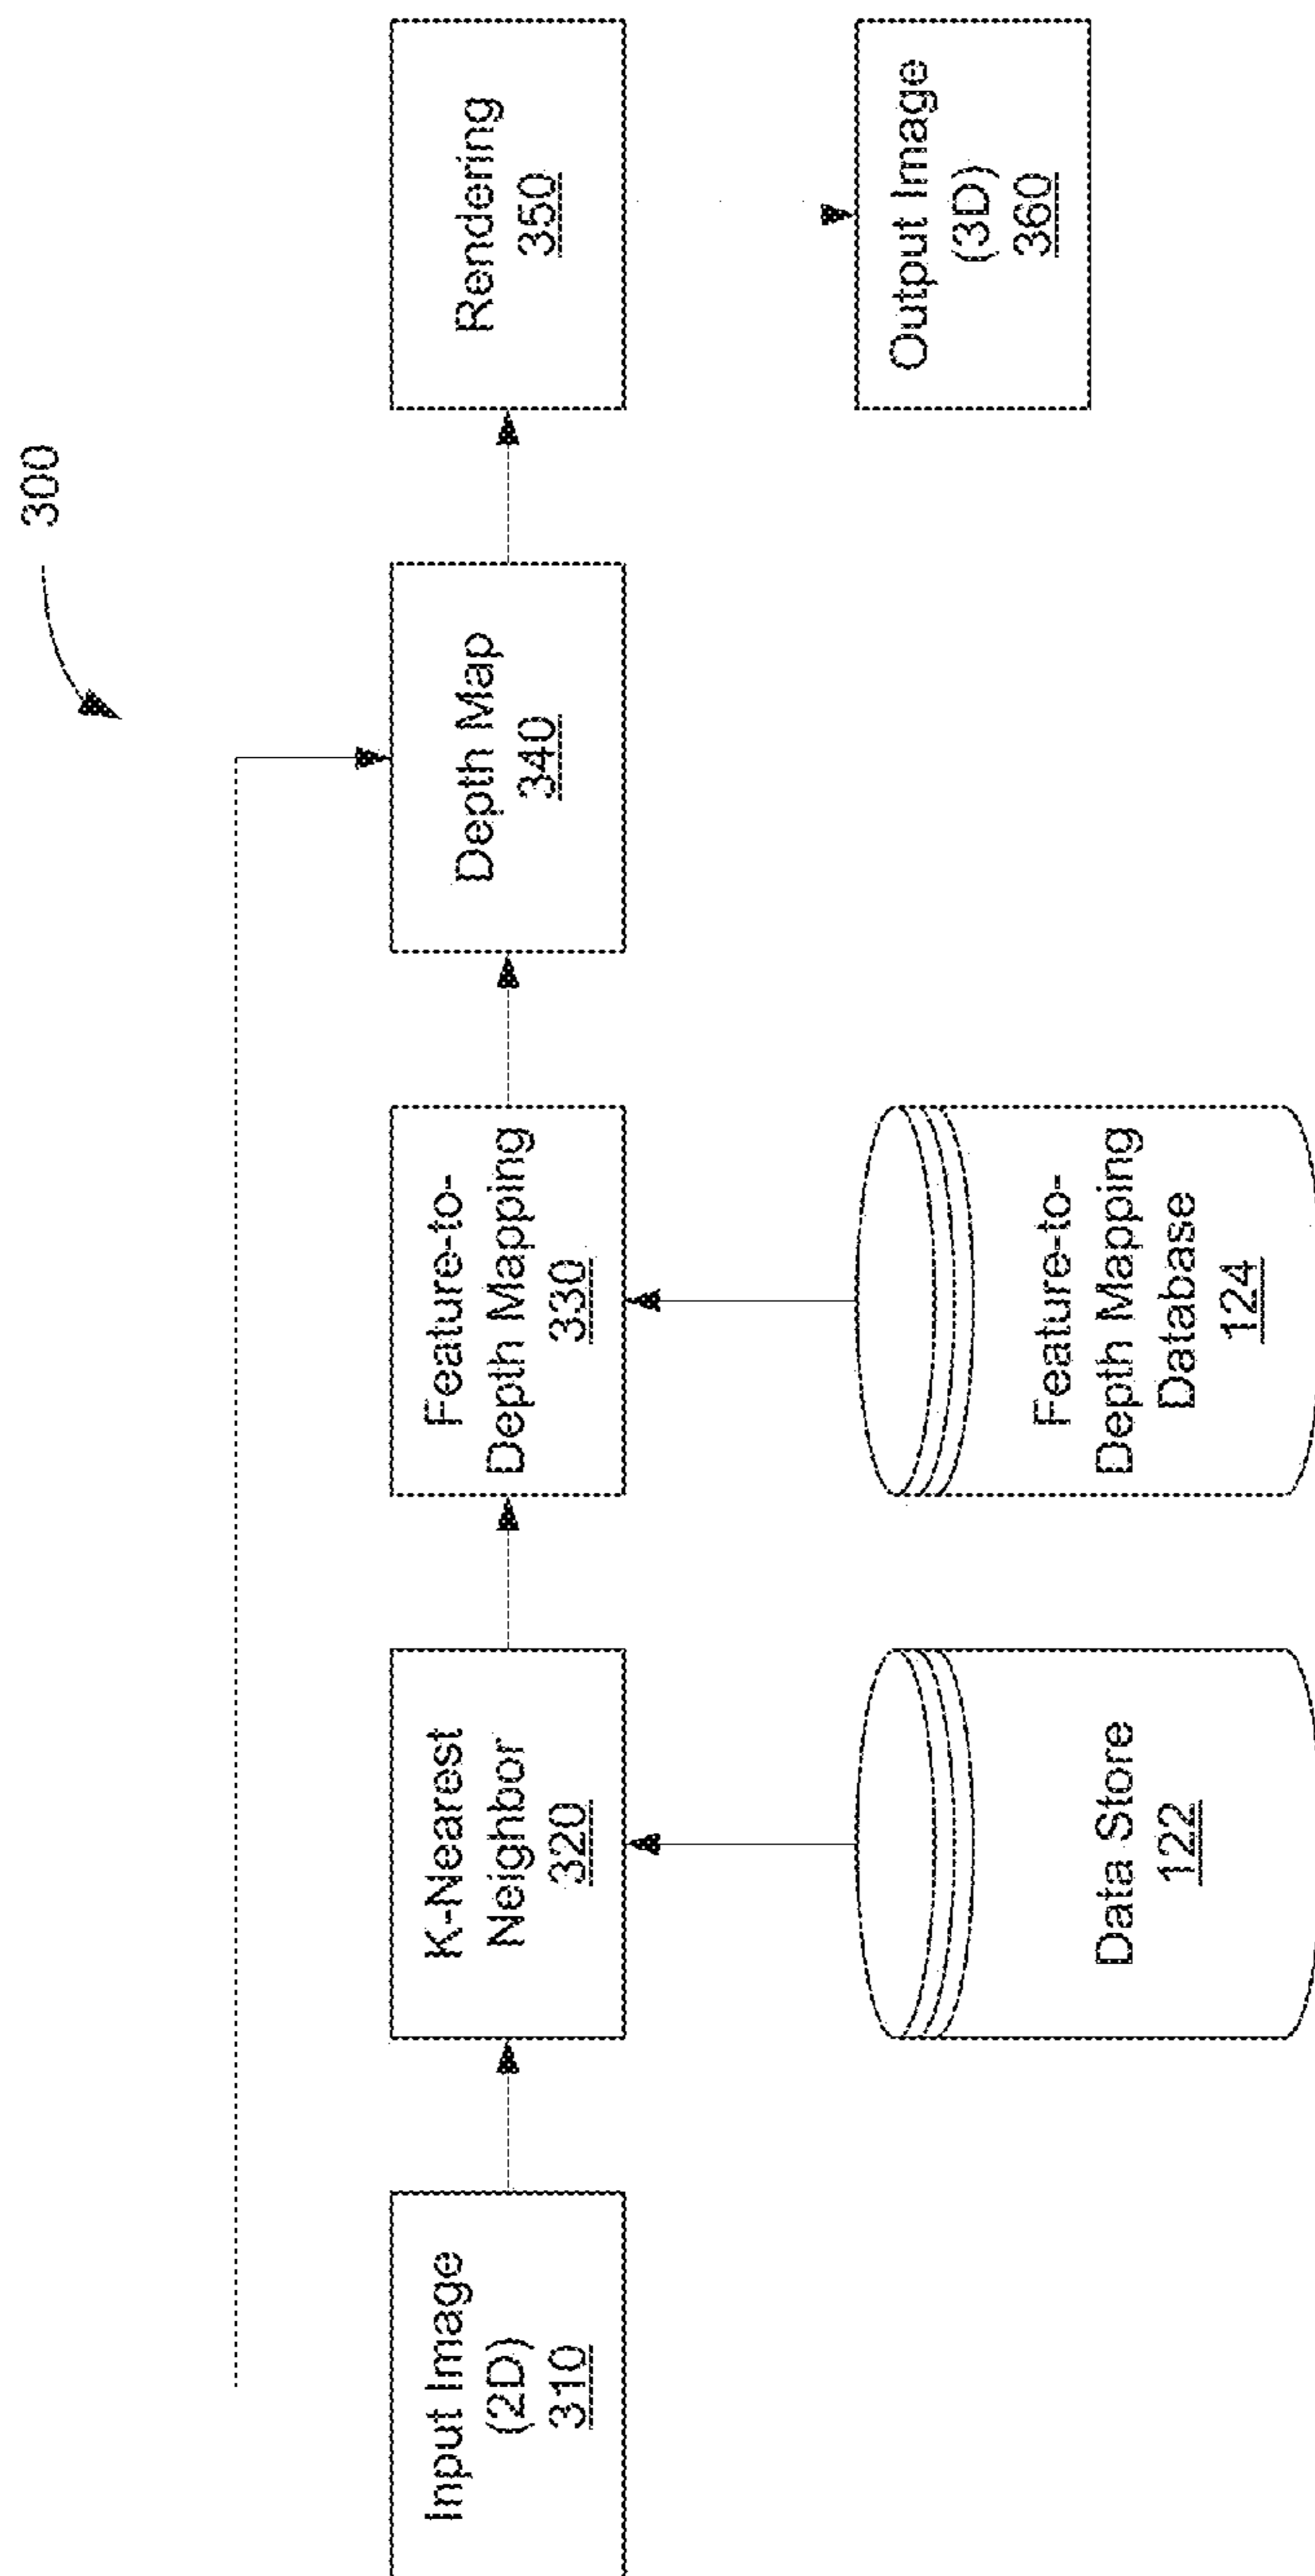 300
Input Image
(2D)
310
K-Nearest
Neighbor
320
Feature-to-
Depth Mapping
330
Depth Map
340
Rendering
350
Data Store
122
Feature-to-
Depth Mapping
Database
124
Output Image
(3D)
360